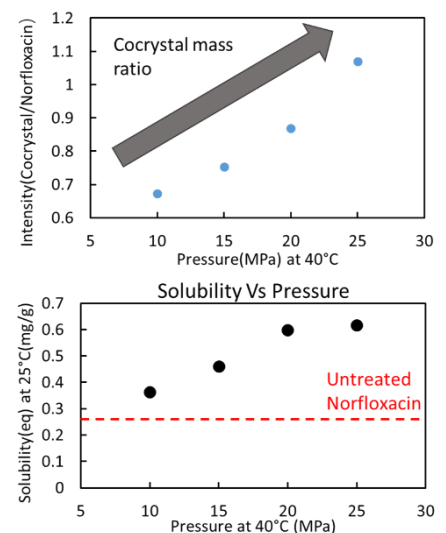 1.2
1.1
1
0.9
0.8
0.7
0.6
Intensity(Cocrystal/Norfloxacin)
Cocrystal mass
ratio
5 10 15 20 25 30
Pressure(MPa) at 40°C
Solubility Vs Pressure
0.7
0.6
0.5
0.4
0.3
0.2
0.1
0
Solubility(eq) at 25°C(mg/g)
Untreated
Norfloxacin
5 10 15 20 25 30
Pressure at 40°C (MPa)